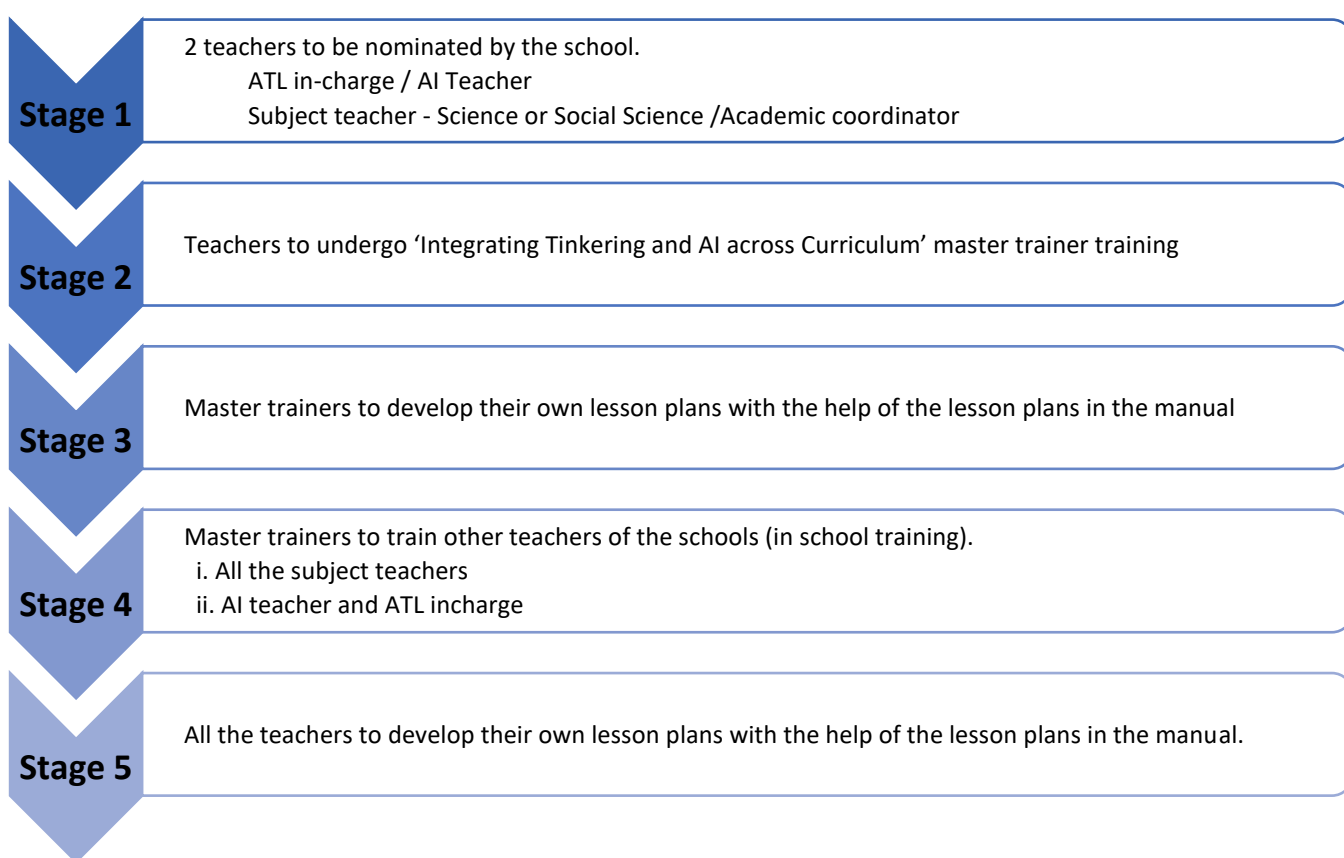 Stage 1
2 teachers to be nominated by the school.
ATL in-charge / AI Teacher
Subject teacher - Science or Social Science /Academic coordinator
Stage 2
Teachers to undergo ‘Integrating Tinkering and AI across Curriculum’ master trainer training
Stage 3
Master trainers to develop their own lesson plans with the help of the lesson plans in the manual
Stage 4
Master trainers to train other teachers of the schools (in school training).
i. All the subject teachers
ii. AI teacher and ATL incharge
Stage 5
All the teachers to develop their own lesson plans with the help of the lesson plans in the manual.